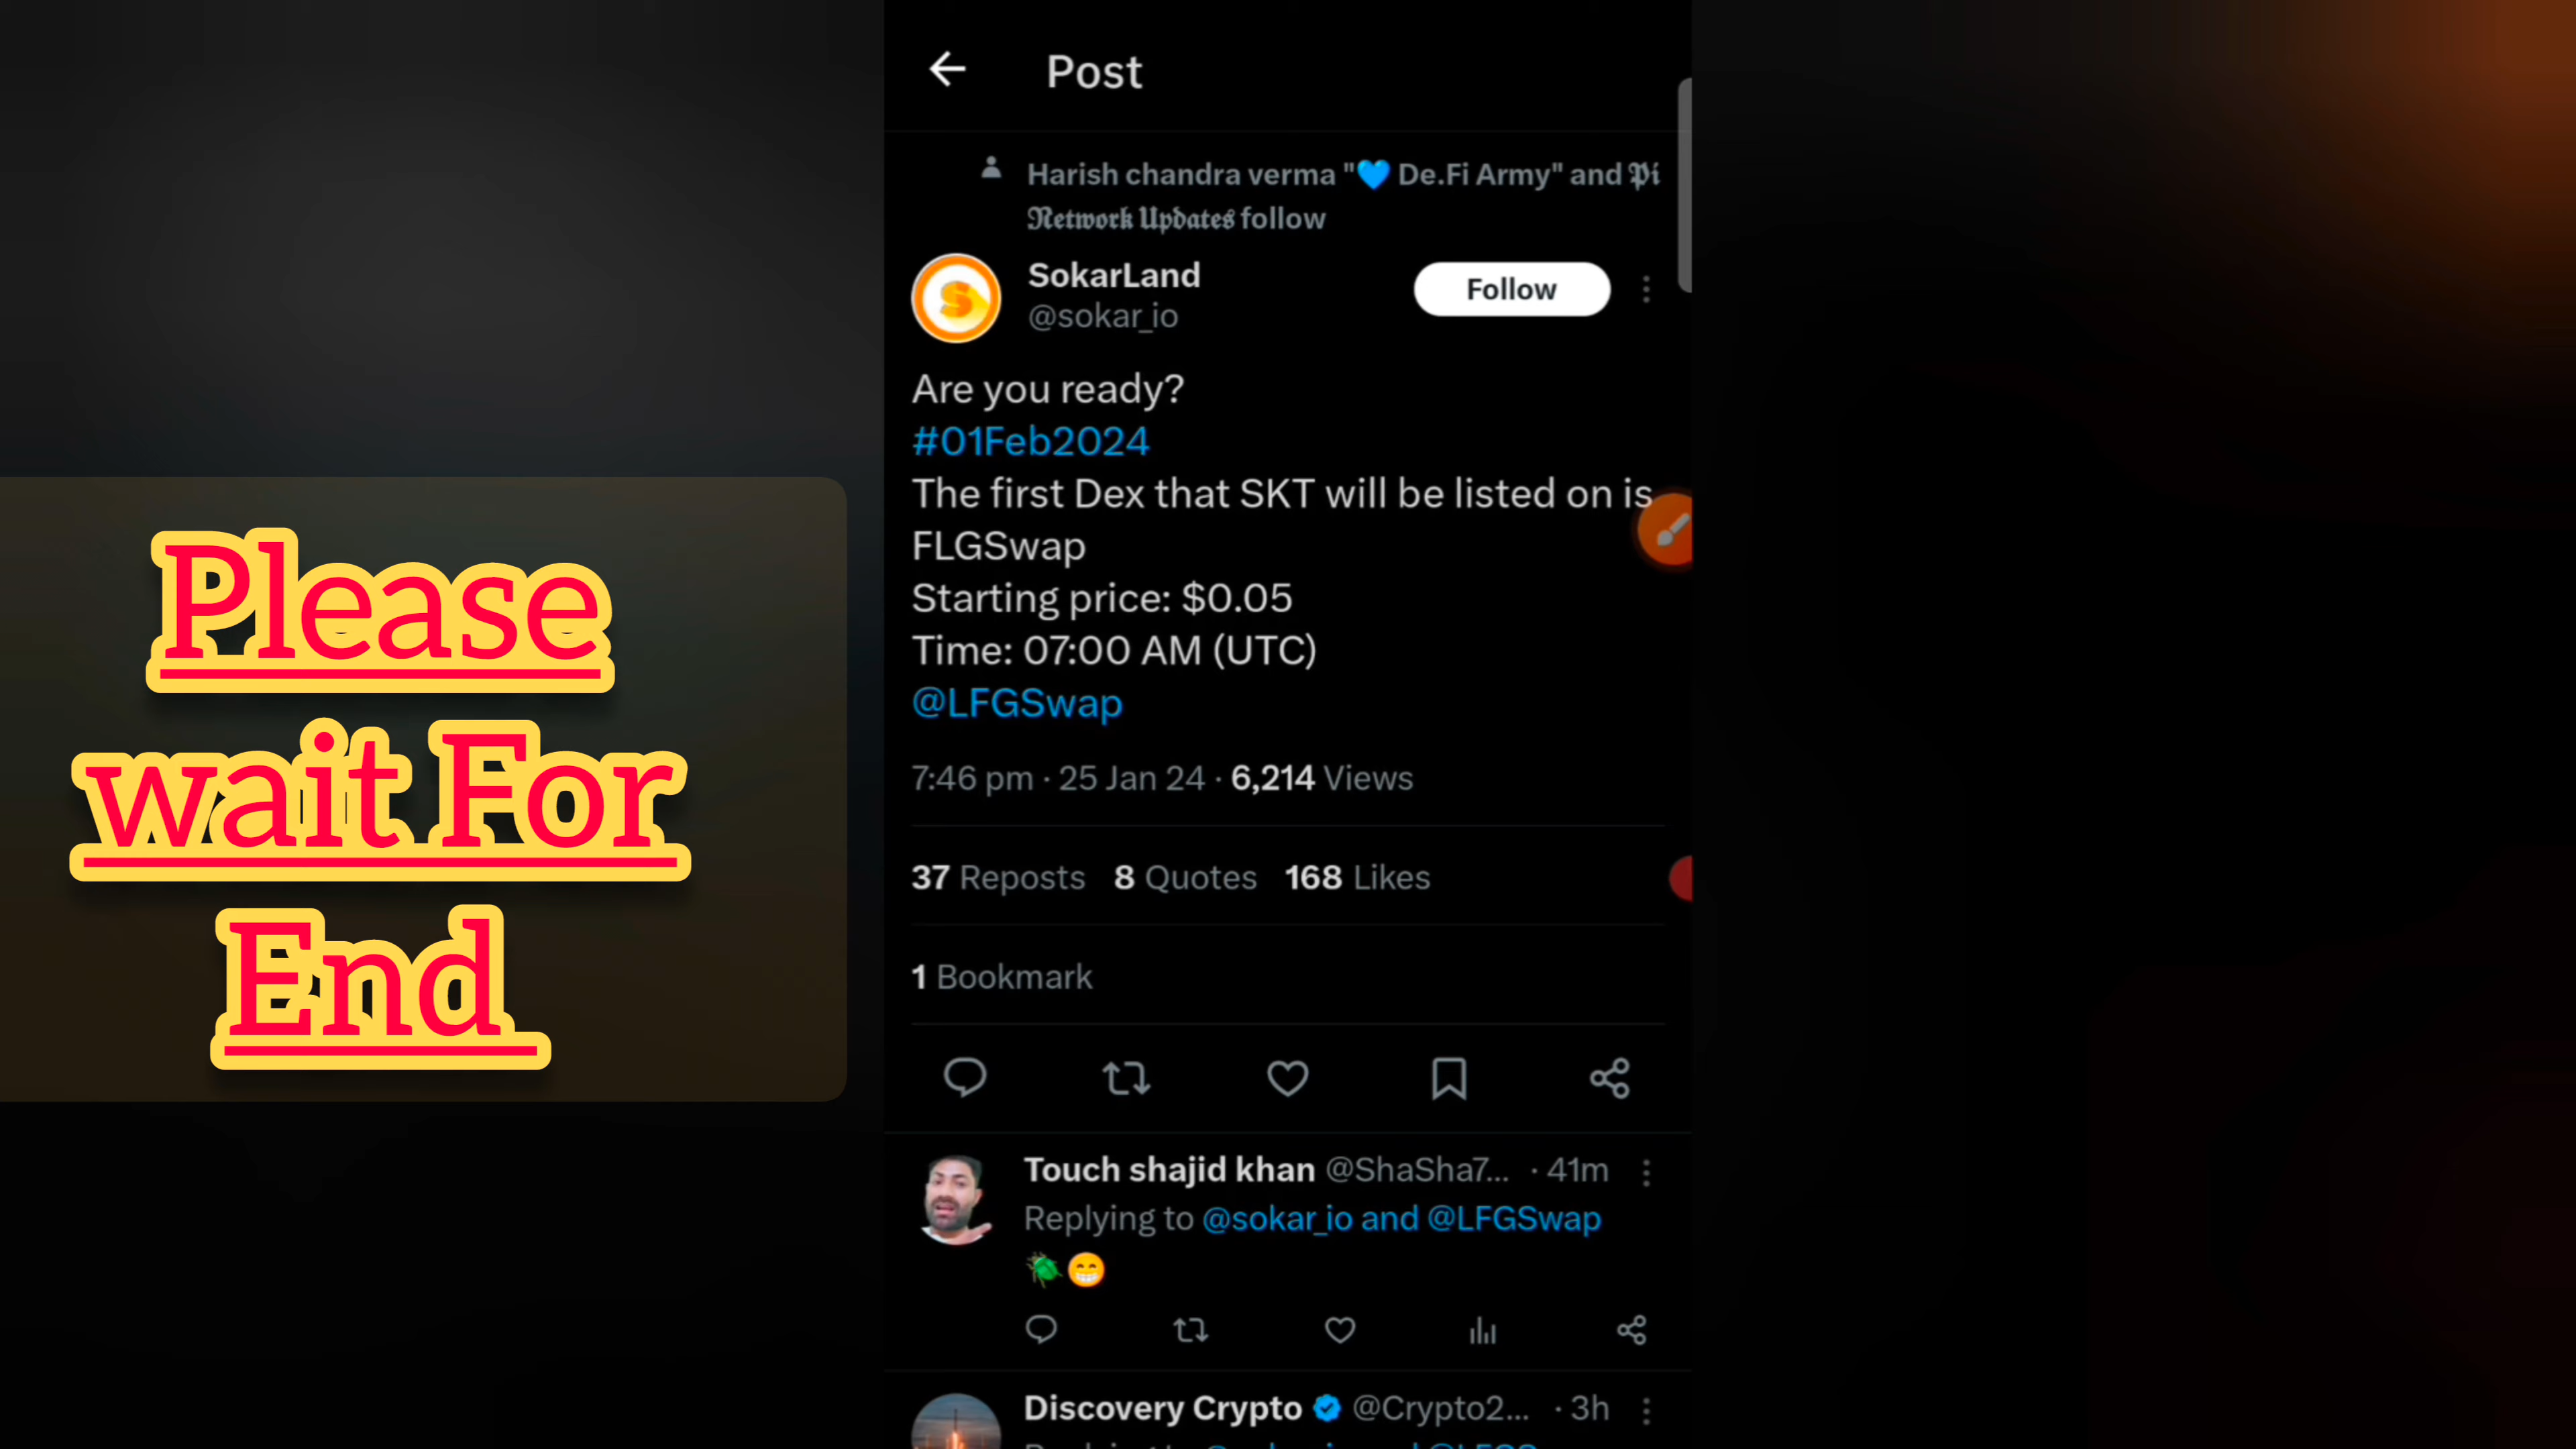 Please
wait For
End
Post
Harish chandra verma "💙 De.Fi Army" and 𝕻𝖎
𝕹𝖊𝖙𝖜𝖔𝖗𝖐 𝖀𝖕𝖉𝖆𝖙𝖊𝖘 follow
SokarLand
@sokar_io
Follow
Are you ready?
#01Feb2024
The first Dex that SKT will be listed on is
FLGSwap
Starting price: $0.05
Time: 07:00 AM (UTC)
@LFGSwap
7:46 pm · 25 Jan 24 · 6,214 Views
37 Reposts 8 Quotes 168 Likes
1 Bookmark
Touch shajid khan @ShaSha7... · 41m
Replying to @sokar_io and @LFGSwap
🪲😁
Discovery Crypto @Crypto2... · 3h